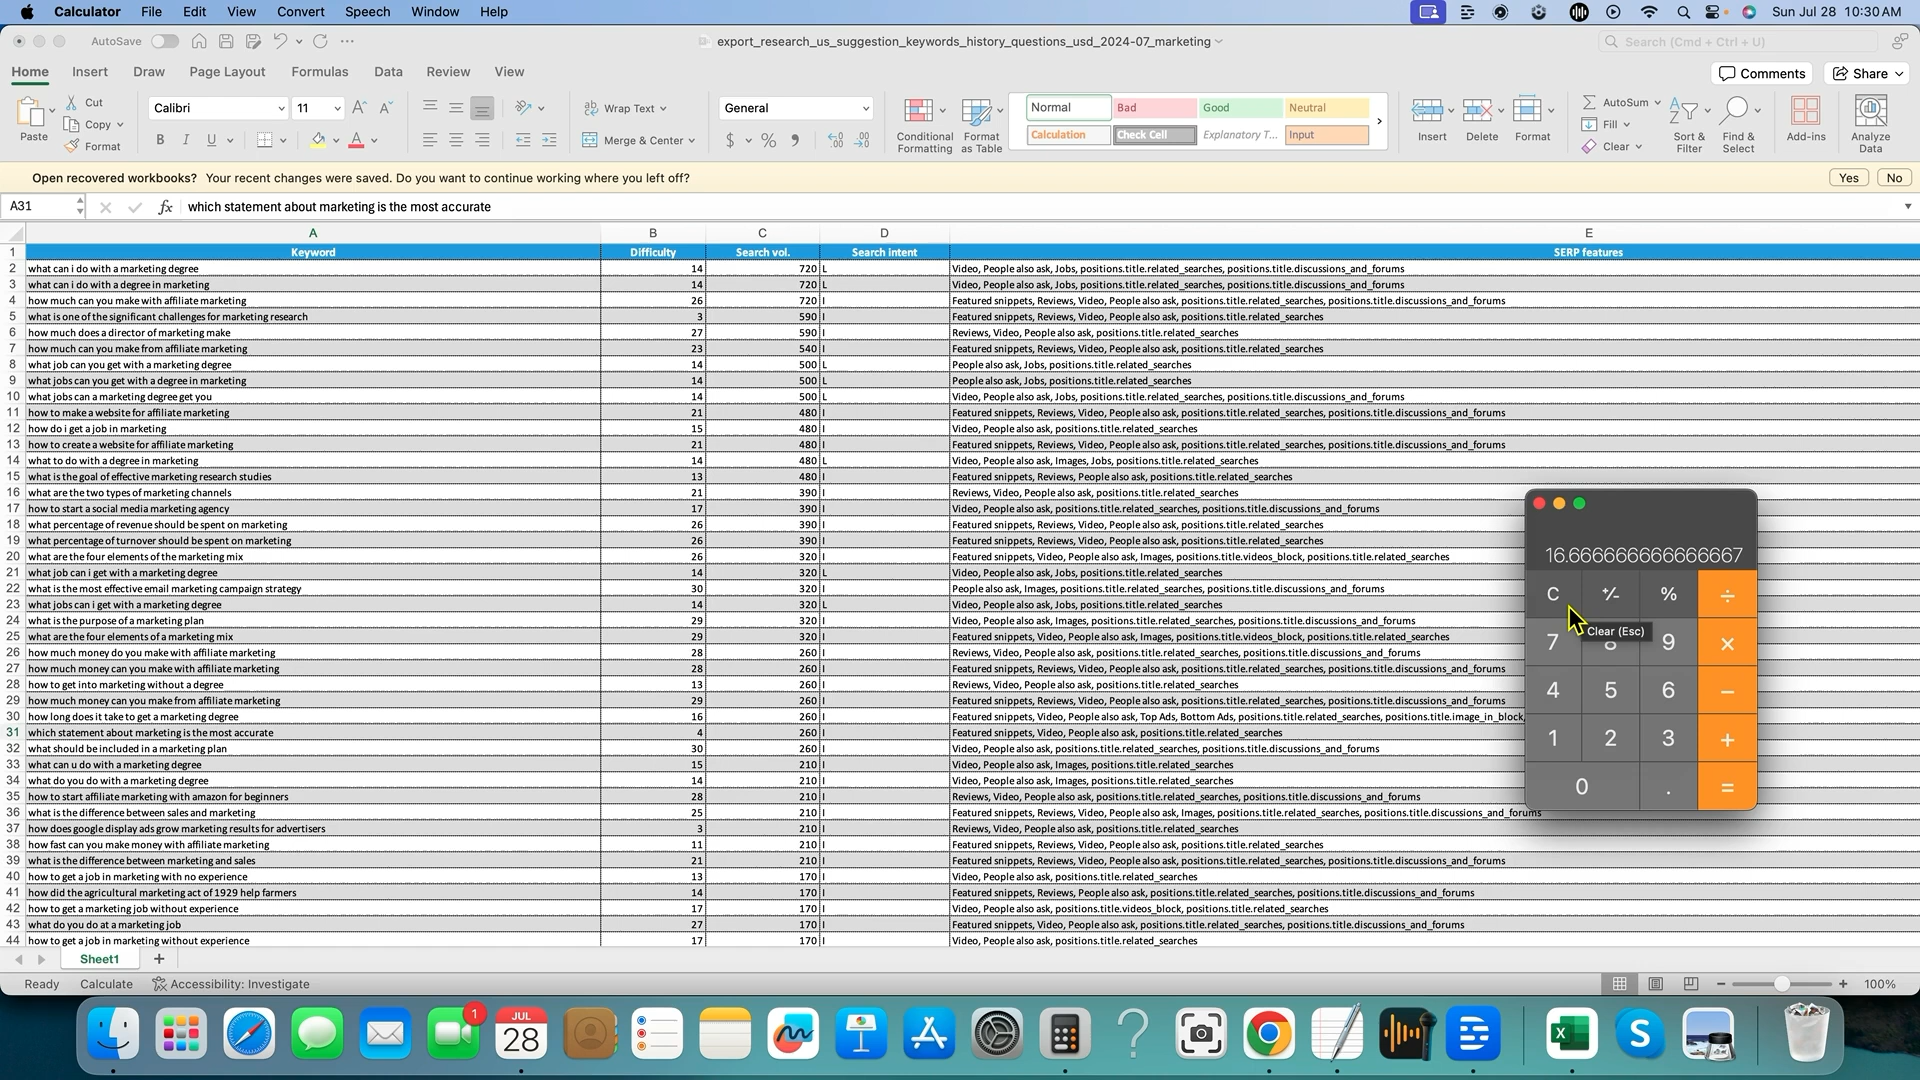 Calculator File Edit View Convert Speech Window Help Sun Jul 28 10:30 AM
AutoSave export_research_us_suggestion_keywords_history_questions_usd_2024-07_marketing Search (Cmd + Ctrl + U)
Home Insert Draw Page Layout Formulas Data Review View Comments Share
Paste Cut Copy Format Calibri 11 B I U Wrap Text Merge & Center General $ % Conditional Formatting Format as Table Normal Bad Good Neutral Calculation Check Cell Explanatory T... Input Insert Delete Format AutoSum Fill Clear Sort & Filter Find & Select Add-ins Analyze Data
Open recovered workbooks? Your recent changes were saved. Do you want to continue working where you left off? Yes No
A31 fx which statement about marketing is the most accurate
A B C D E
1 Keyword Difficulty Search vol. Search intent SERP features
2 what can i do with a marketing degree 14 720 L Video, People also ask, Jobs, positions.title.related_searches, positions.title.discussions_and_forums
3 what can i do with a degree in marketing 14 720 L Video, People also ask, Jobs, positions.title.related_searches, positions.title.discussions_and_forums
4 how much can you make with affiliate marketing 26 720 I Featured snippets, Reviews, Video, People also ask, positions.title.related_searches, positions.title.discussions_and_forums
5 what is one of the significant challenges for marketing research 3 590 I Featured snippets, Reviews, Video, People also ask, positions.title.related_searches
6 how much does a director of marketing make 27 590 I Reviews, Video, People also ask, positions.title.related_searches
7 how much can you make from affiliate marketing 23 540 I Featured snippets, Reviews, Video, People also ask, positions.title.related_searches
8 what job can you get with a marketing degree 14 500 L People also ask, Jobs, positions.title.related_searches
9 what jobs can you get with a degree in marketing 14 500 L People also ask, Jobs, positions.title.related_searches
10 what jobs can a marketing degree get you 14 500 L Video, People also ask, Jobs, positions.title.related_searches, positions.title.discussions_and_forums
11 how to make a website for affiliate marketing 21 480 I Featured snippets, Reviews, Video, People also ask, positions.title.related_searches, positions.title.discussions_and_forums
12 how do i get a job in marketing 15 480 I Video, People also ask, positions.title.related_searches
13 how to create a website for affiliate marketing 21 480 I Featured snippets, Reviews, Video, People also ask, positions.title.related_searches, positions.title.discussions_and_forums
14 what to do with a degree in marketing 14 480 L Video, People also ask, Images, Jobs, positions.title.related_searches
15 what is the goal of effective marketing research studies 13 480 I Featured snippets, Reviews, People also ask, positions.title.related_searches
16 what are the two types of marketing channels 21 390 I Reviews, Video, People also ask, positions.title.related_searches
17 how to start a social media marketing agency 17 390 I Video, People also ask, positions.title.related_searches, positions.title.discussions_and_forums
18 what percentage of revenue should be spent on marketing 26 390 I Featured snippets, Reviews, Video, People also ask, positions.title.related_searches
19 what percentage of turnover should be spent on marketing 26 390 I Featured snippets, Reviews, Video, People also ask, positions.title.related_searches
20 what are the four elements of the marketing mix 26 320 I Featured snippets, Video, People also ask, Images, positions.title.videos_block, positions.title.related_searches
21 what job can i get with a marketing degree 14 320 L Video, People also ask, Jobs, positions.title.related_searches
22 what is the most effective email marketing campaign strategy 30 320 I People also ask, Images, positions.title.related_searches, positions.title.discussions_and_forums
23 what jobs can i get with a marketing degree 14 320 L Video, People also ask, Jobs, positions.title.related_searches
24 what is the purpose of a marketing plan 29 320 I Video, People also ask, Images, positions.title.related_searches, positions.title.discussions_and_forums
25 what are the four elements of a marketing mix 29 320 I Featured snippets, Video, People also ask, Images, positions.title.videos_block, positions.title.related_searches
26 how much money do you make with affiliate marketing 28 260 I Reviews, Video, People also ask, positions.title.related_searches, positions.title.discussions_and_forums
27 how much money can you make with affiliate marketing 28 260 I Featured snippets, Reviews, Video, People also ask, positions.title.related_searches, positions.title.discussions_and_forums
28 how to get into marketing without a degree 13 260 I Reviews, Video, People also ask, positions.title.related_searches
29 how much money can you make from affiliate marketing 29 260 I Featured snippets, Reviews, Video, People also ask, positions.title.related_searches, positions.title.discussions_and_forums
30 how long does it take to get a marketing degree 16 260 I Featured snippets, Video, People also ask, Top Ads, Bottom Ads, positions.title.related_searches, positions.title.image_in_block,
31 which statement about marketing is the most accurate 4 260 I Featured snippets, Video, People also ask, positions.title.related_searches
32 what should be included in a marketing plan 30 260 I Video, People also ask, positions.title.related_searches, positions.title.discussions_and_forums
33 what can u do with a marketing degree 15 210 I Video, People also ask, Images, positions.title.related_searches
34 what do you do with a marketing degree 14 210 I Video, People also ask, Images, positions.title.related_searches
35 how to start affiliate marketing with amazon for beginners 28 210 I Reviews, Video, People also ask, positions.title.related_searches, positions.title.discussions_and_forums
36 what is the difference between sales and marketing 25 210 I Featured snippets, Reviews, Video, People also ask, Images, positions.title.related_searches, positions.title.discussions_and_forums
37 how does google display ads grow marketing results for advertisers 3 210 I Reviews, Video, People also ask, positions.title.related_searches
38 how fast can you make money with affiliate marketing 11 210 I Featured snippets, Reviews, Video, People also ask, positions.title.related_searches
39 what is the difference between marketing and sales 21 210 I Featured snippets, Reviews, Video, People also ask, positions.title.related_searches, positions.title.discussions_and_forums
40 how to get a job in marketing with no experience 13 170 I Video, People also ask, positions.title.related_searches
41 how did the agricultural marketing act of 1929 help farmers 14 170 I Featured snippets, Reviews, People also ask, positions.title.related_searches, positions.title.discussions_and_forums
42 how to get a marketing job without experience 17 170 I Video, People also ask, positions.title.videos_block, positions.title.related_searches
43 what do you do at a marketing job 27 170 I Featured snippets, Video, People also ask, positions.title.related_searches, positions.title.discussions_and_forums
44 how to get a job in marketing without experience 17 170 I Video, People also ask, positions.title.related_searches
16.666666666666667
C +/- % ÷
Clear (Esc)
7 8 9 ×
4 5 6 −
1 2 3 +
0 . =
Sheet1 +
Ready Calculate Accessibility: Investigate − + 100%
1 JUL 28